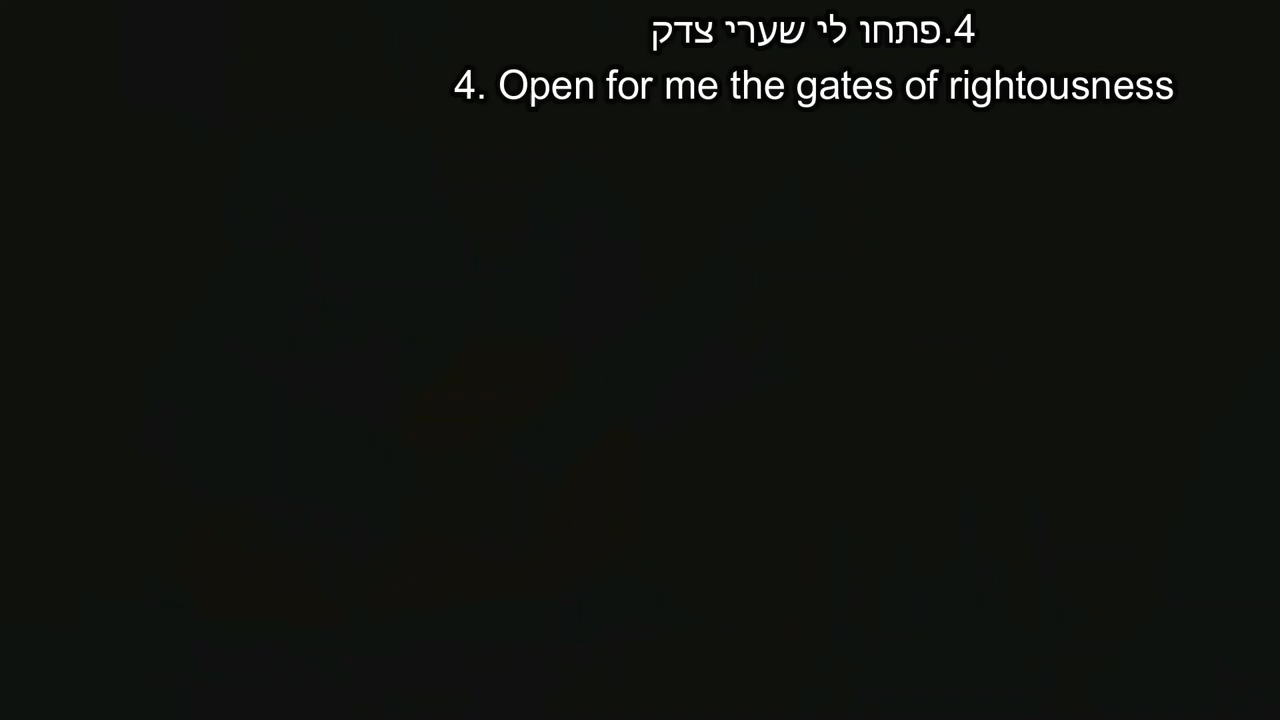 4.פתחו לי שערי צדק
4. Open for me the gates of rightousness